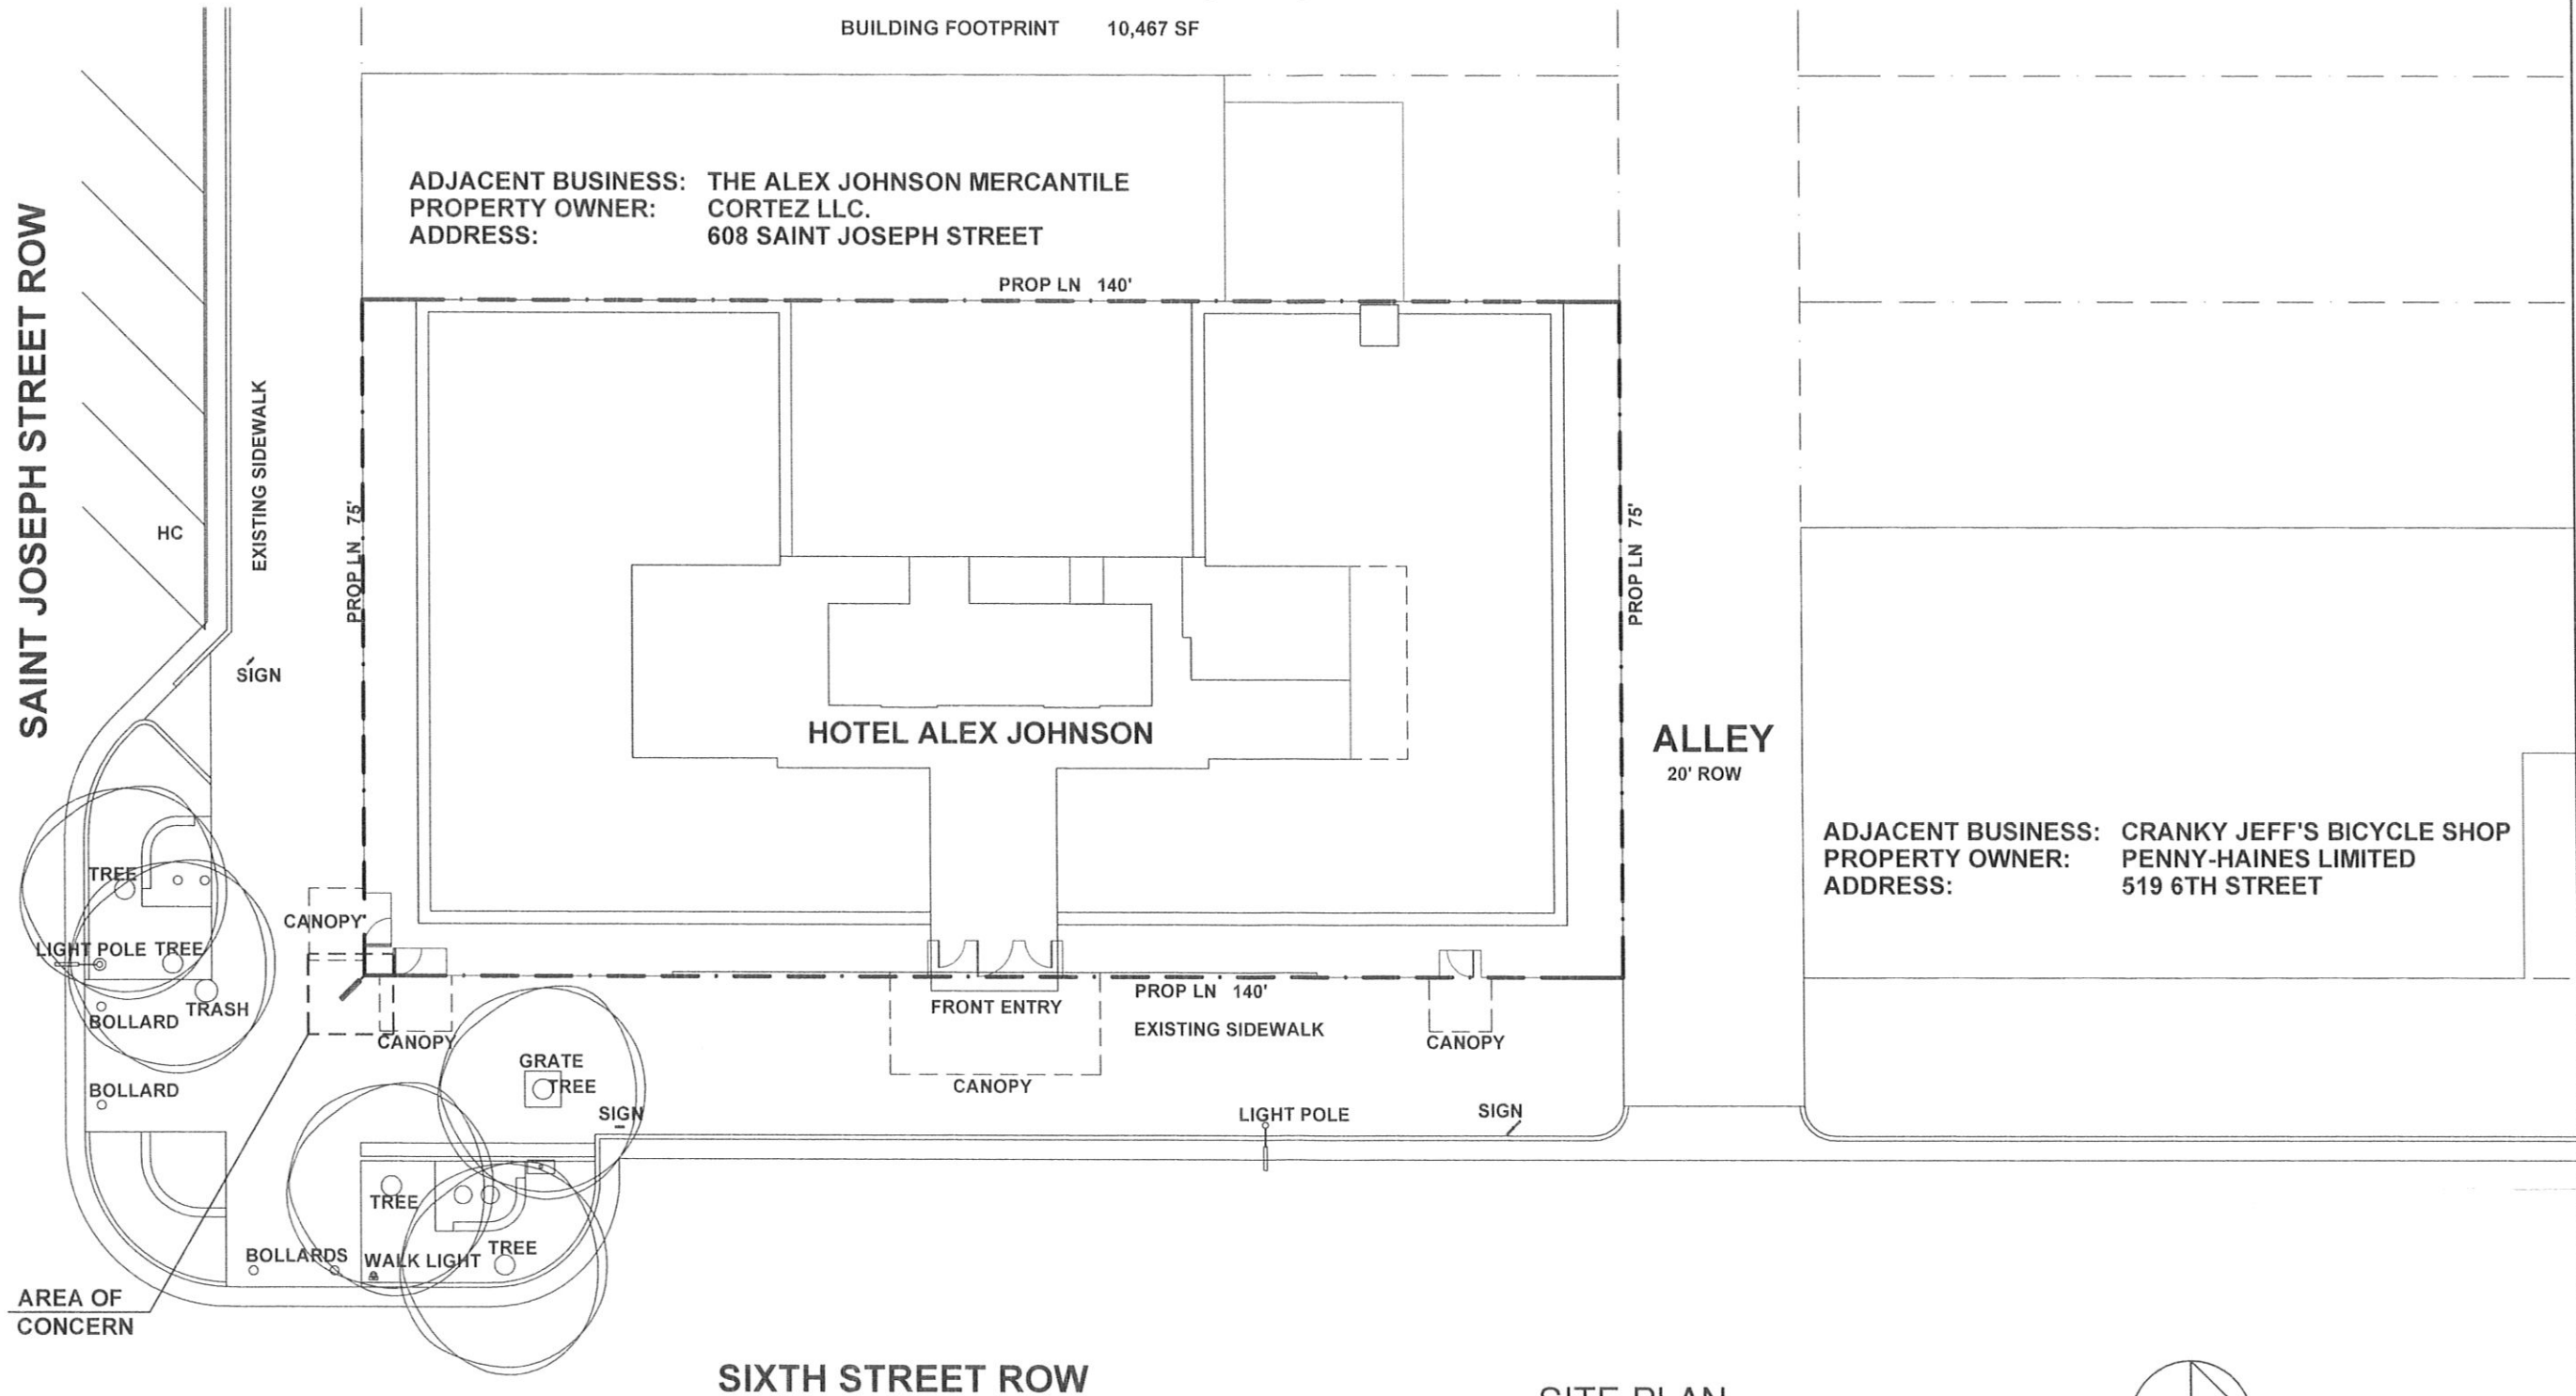 BUILDING FOOTPRINT 10,467 SF
ADJACENT BUSINESS: THE ALEX JOHNSON MERCANTILE
PROPERTY OWNER: CORTEZ LLC.
ADDRESS: 608 SAINT JOSEPH STREET
PROP LN 140'
SAINT JOSEPH STREET ROW
EXISTING SIDEWALK
HC
PROP LN 75'
PROP LN 75'
SIGN
HOTEL ALEX JOHNSON
ALLEY
20' ROW
ADJACENT BUSINESS: CRANKY JEFF'S BICYCLE SHOP
PROPERTY OWNER: PENNY-HAINES LIMITED
ADDRESS: 519 6TH STREET
TREE
CANOPY
LIGHT POLE TREE
TRASH
BOLLARD
CANOPY
FRONT ENTRY
PROP LN 140'
EXISTING SIDEWALK
CANOPY
CANOPY
GRATE
TREE
BOLLARD
SIGN
LIGHT POLE
SIGN
TREE
BOLLARDS
WALK LIGHT
TREE
AREA OF
CONCERN
SIXTH STREET ROW
SITE PLAN